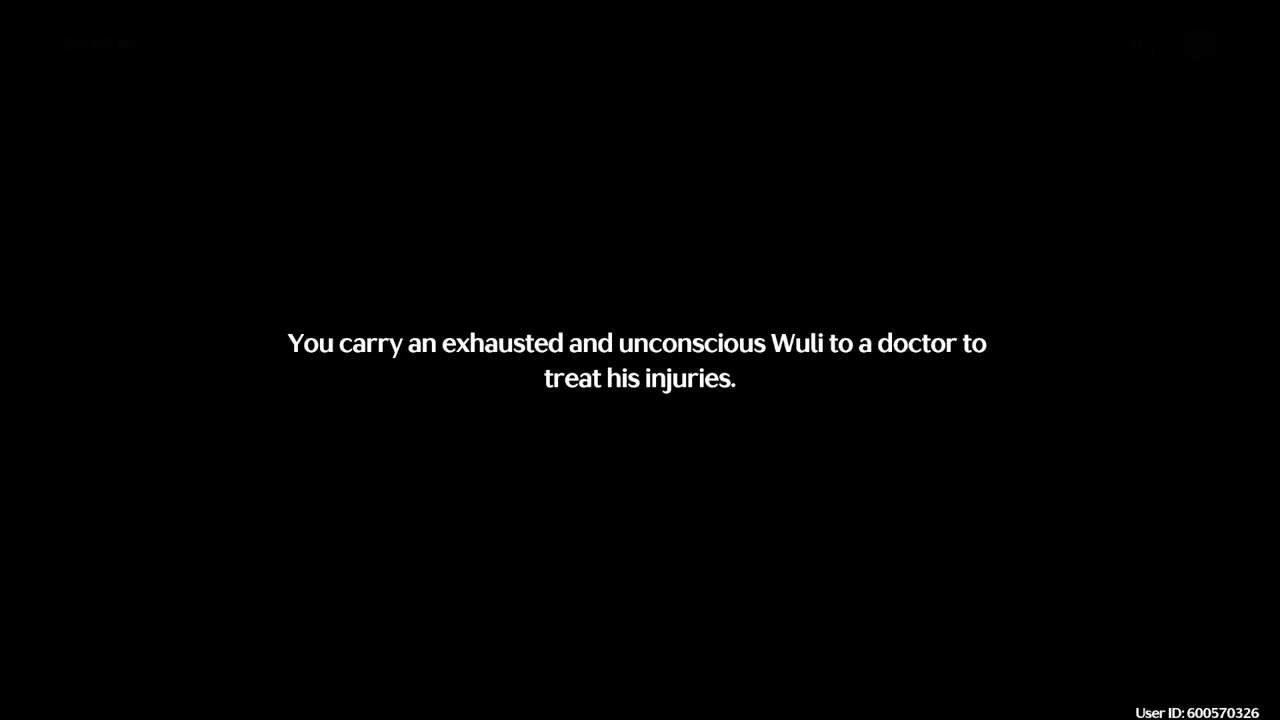 You carry an exhausted and unconscious Wuli to a doctor to
treat his injuries.
User ID: 600570326